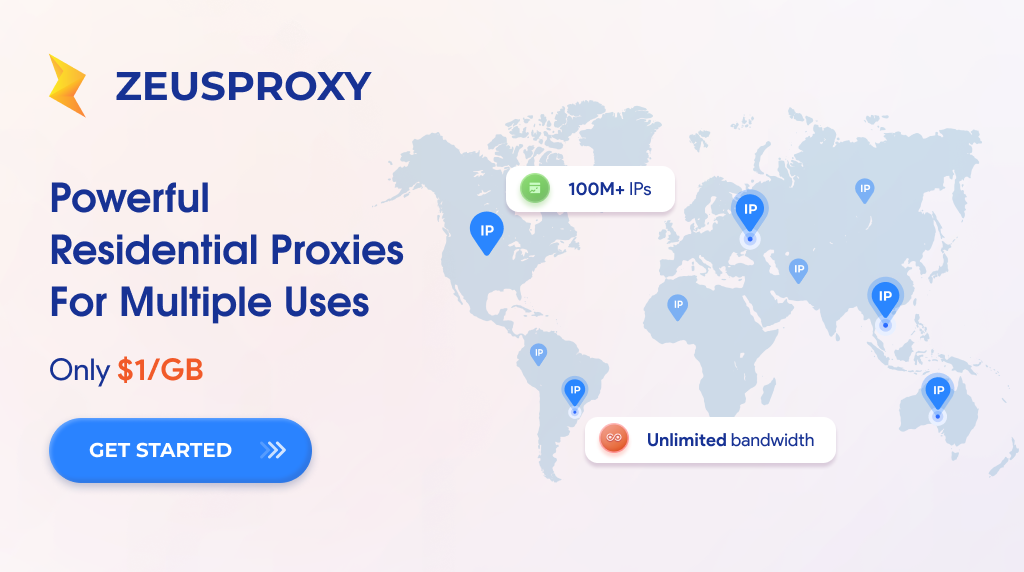 ZEUSPROXY
Powerful
Residential Proxies
For Multiple Uses
Only $1/GB
GET STARTED
100M+ IPs
IP
IP
IP
IP
IP
IP
IP
IP
IP
Unlimited bandwidth